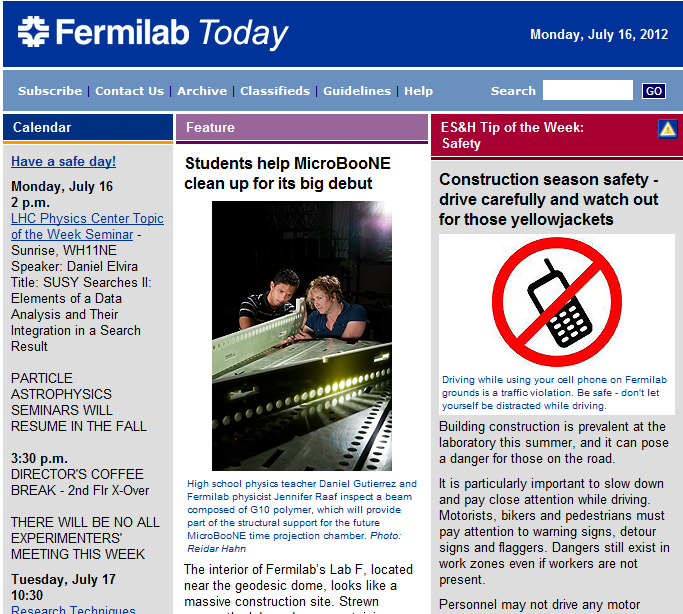 Fermilab Today
Monday, July 16, 2012
Subscribe | Contact Us | Archive | Classifieds | Guidelines | Help
Search GO
Calendar
Have a safe day!
Monday, July 16
2 p.m.
LHC Physics Center Topic
of the Week Seminar -
Sunrise, WH11NE
Speaker: Daniel Elvira
Title: SUSY Searches II:
Elements of a Data
Analysis and Their
Integration in a Search
Result
PARTICLE
ASTROPHYSICS
SEMINARS WILL
RESUME IN THE FALL
3:30 p.m.
DIRECTOR'S COFFEE
BREAK - 2nd Flr X-Over
THERE WILL BE NO ALL
EXPERIMENTERS'
MEETING THIS WEEK
Tuesday, July 17
10:30
Research Techniques
Feature
Students help MicroBooNE
clean up for its big debut
High school physics teacher Daniel Gutierrez and
Fermilab physicist Jennifer Raaf inspect a beam
composed of G10 polymer, which will provide
part of the structural support for the future
MicroBooNE time projection chamber. Photo:
Reidar Hahn
The interior of Fermilab's Lab F, located
near the geodesic dome, looks like a
massive construction site. Strewn
ES&H Tip of the Week:
Safety
Construction season safety -
drive carefully and watch out
for those yellowjackets
Driving while using your cell phone on Fermilab
grounds is a traffic violation. Be safe - don't let
yourself be distracted while driving.
Building construction is prevalent at the
laboratory this summer, and it can pose
a danger for those on the road.
It is particularly important to slow down
and pay close attention while driving.
Motorists, bikers and pedestrians must
pay attention to warning signs, detour
signs and flaggers. Dangers still exist in
work zones even if workers are not
present.
Personnel may not drive any motor